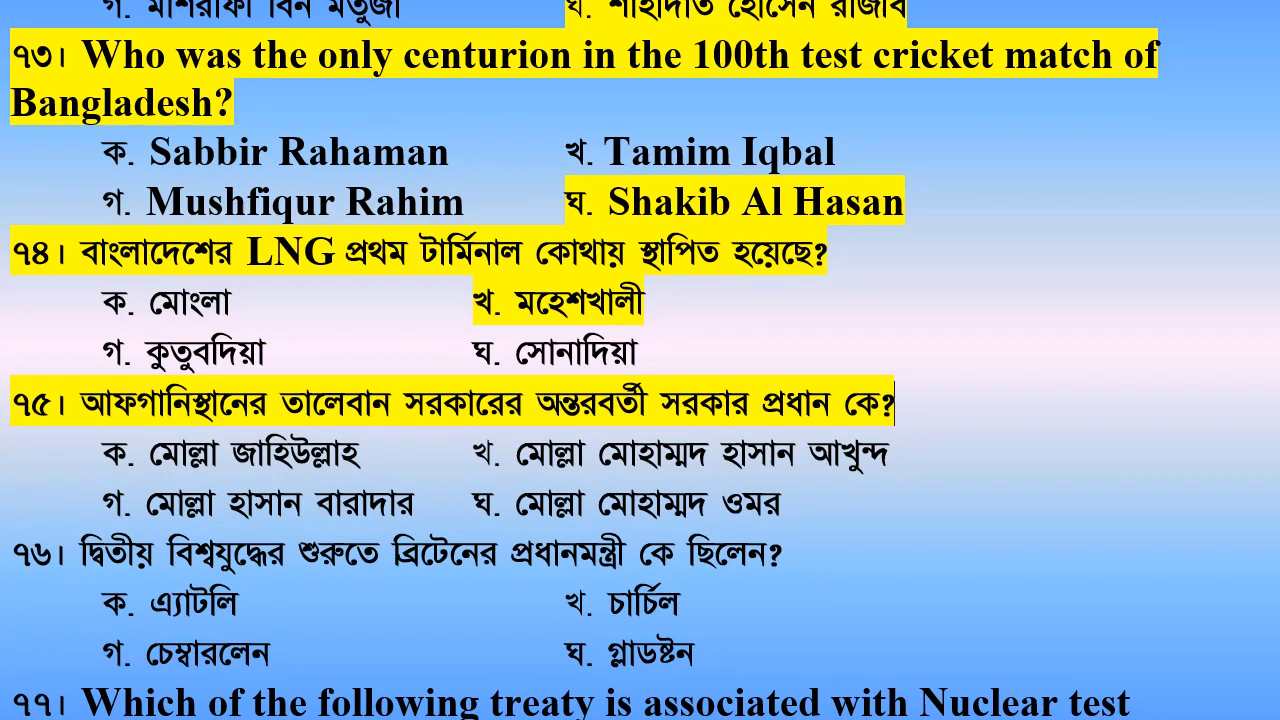 গ. মাশরাফী বিন মর্তুজা ঘ. শাহাদাত হোসেন রাজীব
৭৩। Who was the only centurion in the 100th test cricket match of
Bangladesh?
ক. Sabbir Rahaman খ. Tamim Iqbal
গ. Mushfiqur Rahim ঘ. Shakib Al Hasan
৭৪। বাংলাদেশের LNG প্রথম টার্মিনাল কোথায় স্থাপিত হয়েছে?
ক. মোংলা খ. মহেশখালী
গ. কুতুবদিয়া ঘ. সোনাদিয়া
৭৫। আফগানিস্থানের তালেবান সরকারের অন্তরবর্তী সরকার প্রধান কে?
ক. মোল্লা জাহিউল্লাহ খ. মোল্লা মোহাম্মদ হাসান আখুন্দ
গ. মোল্লা হাসান বারাদার ঘ. মোল্লা মোহাম্মদ ওমর
৭৬। দ্বিতীয় বিশ্বযুদ্ধের শুরুতে ব্রিটেনের প্রধানমন্ত্রী কে ছিলেন?
ক. এ্যাটলি খ. চার্চিল
গ. চেম্বারলেন ঘ. গ্লাডষ্টন
৭৭। Which of the following treaty is associated with Nuclear test